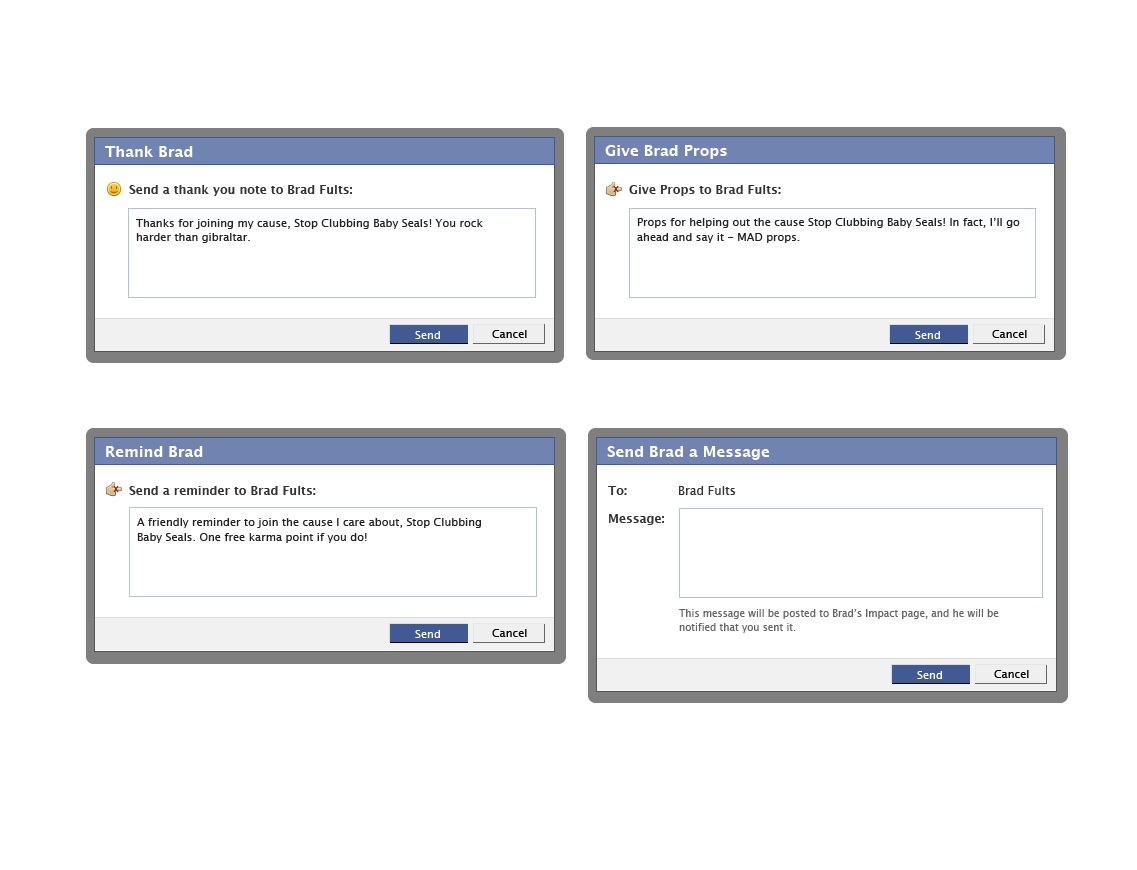 Thank Brad
Send a thank you note to Brad Fults:
Thanks for joining my cause, Stop Clubbing Baby Seals! You rock
harder than gibraltar.
Send
Cancel
Give Brad Props
Give Props to Brad Fults:
Props for helping out the cause Stop Clubbing Baby Seals! In fact, I’ll go
ahead and say it – MAD props.
Send
Cancel
Remind Brad
Send a reminder to Brad Fults:
A friendly reminder to join the cause I care about, Stop Clubbing
Baby Seals. One free karma point if you do!
Send
Cancel
Send Brad a Message
To: Brad Fults
Message:
This message will be posted to Brad’s Impact page, and he will be
notified that you sent it.
Send
Cancel